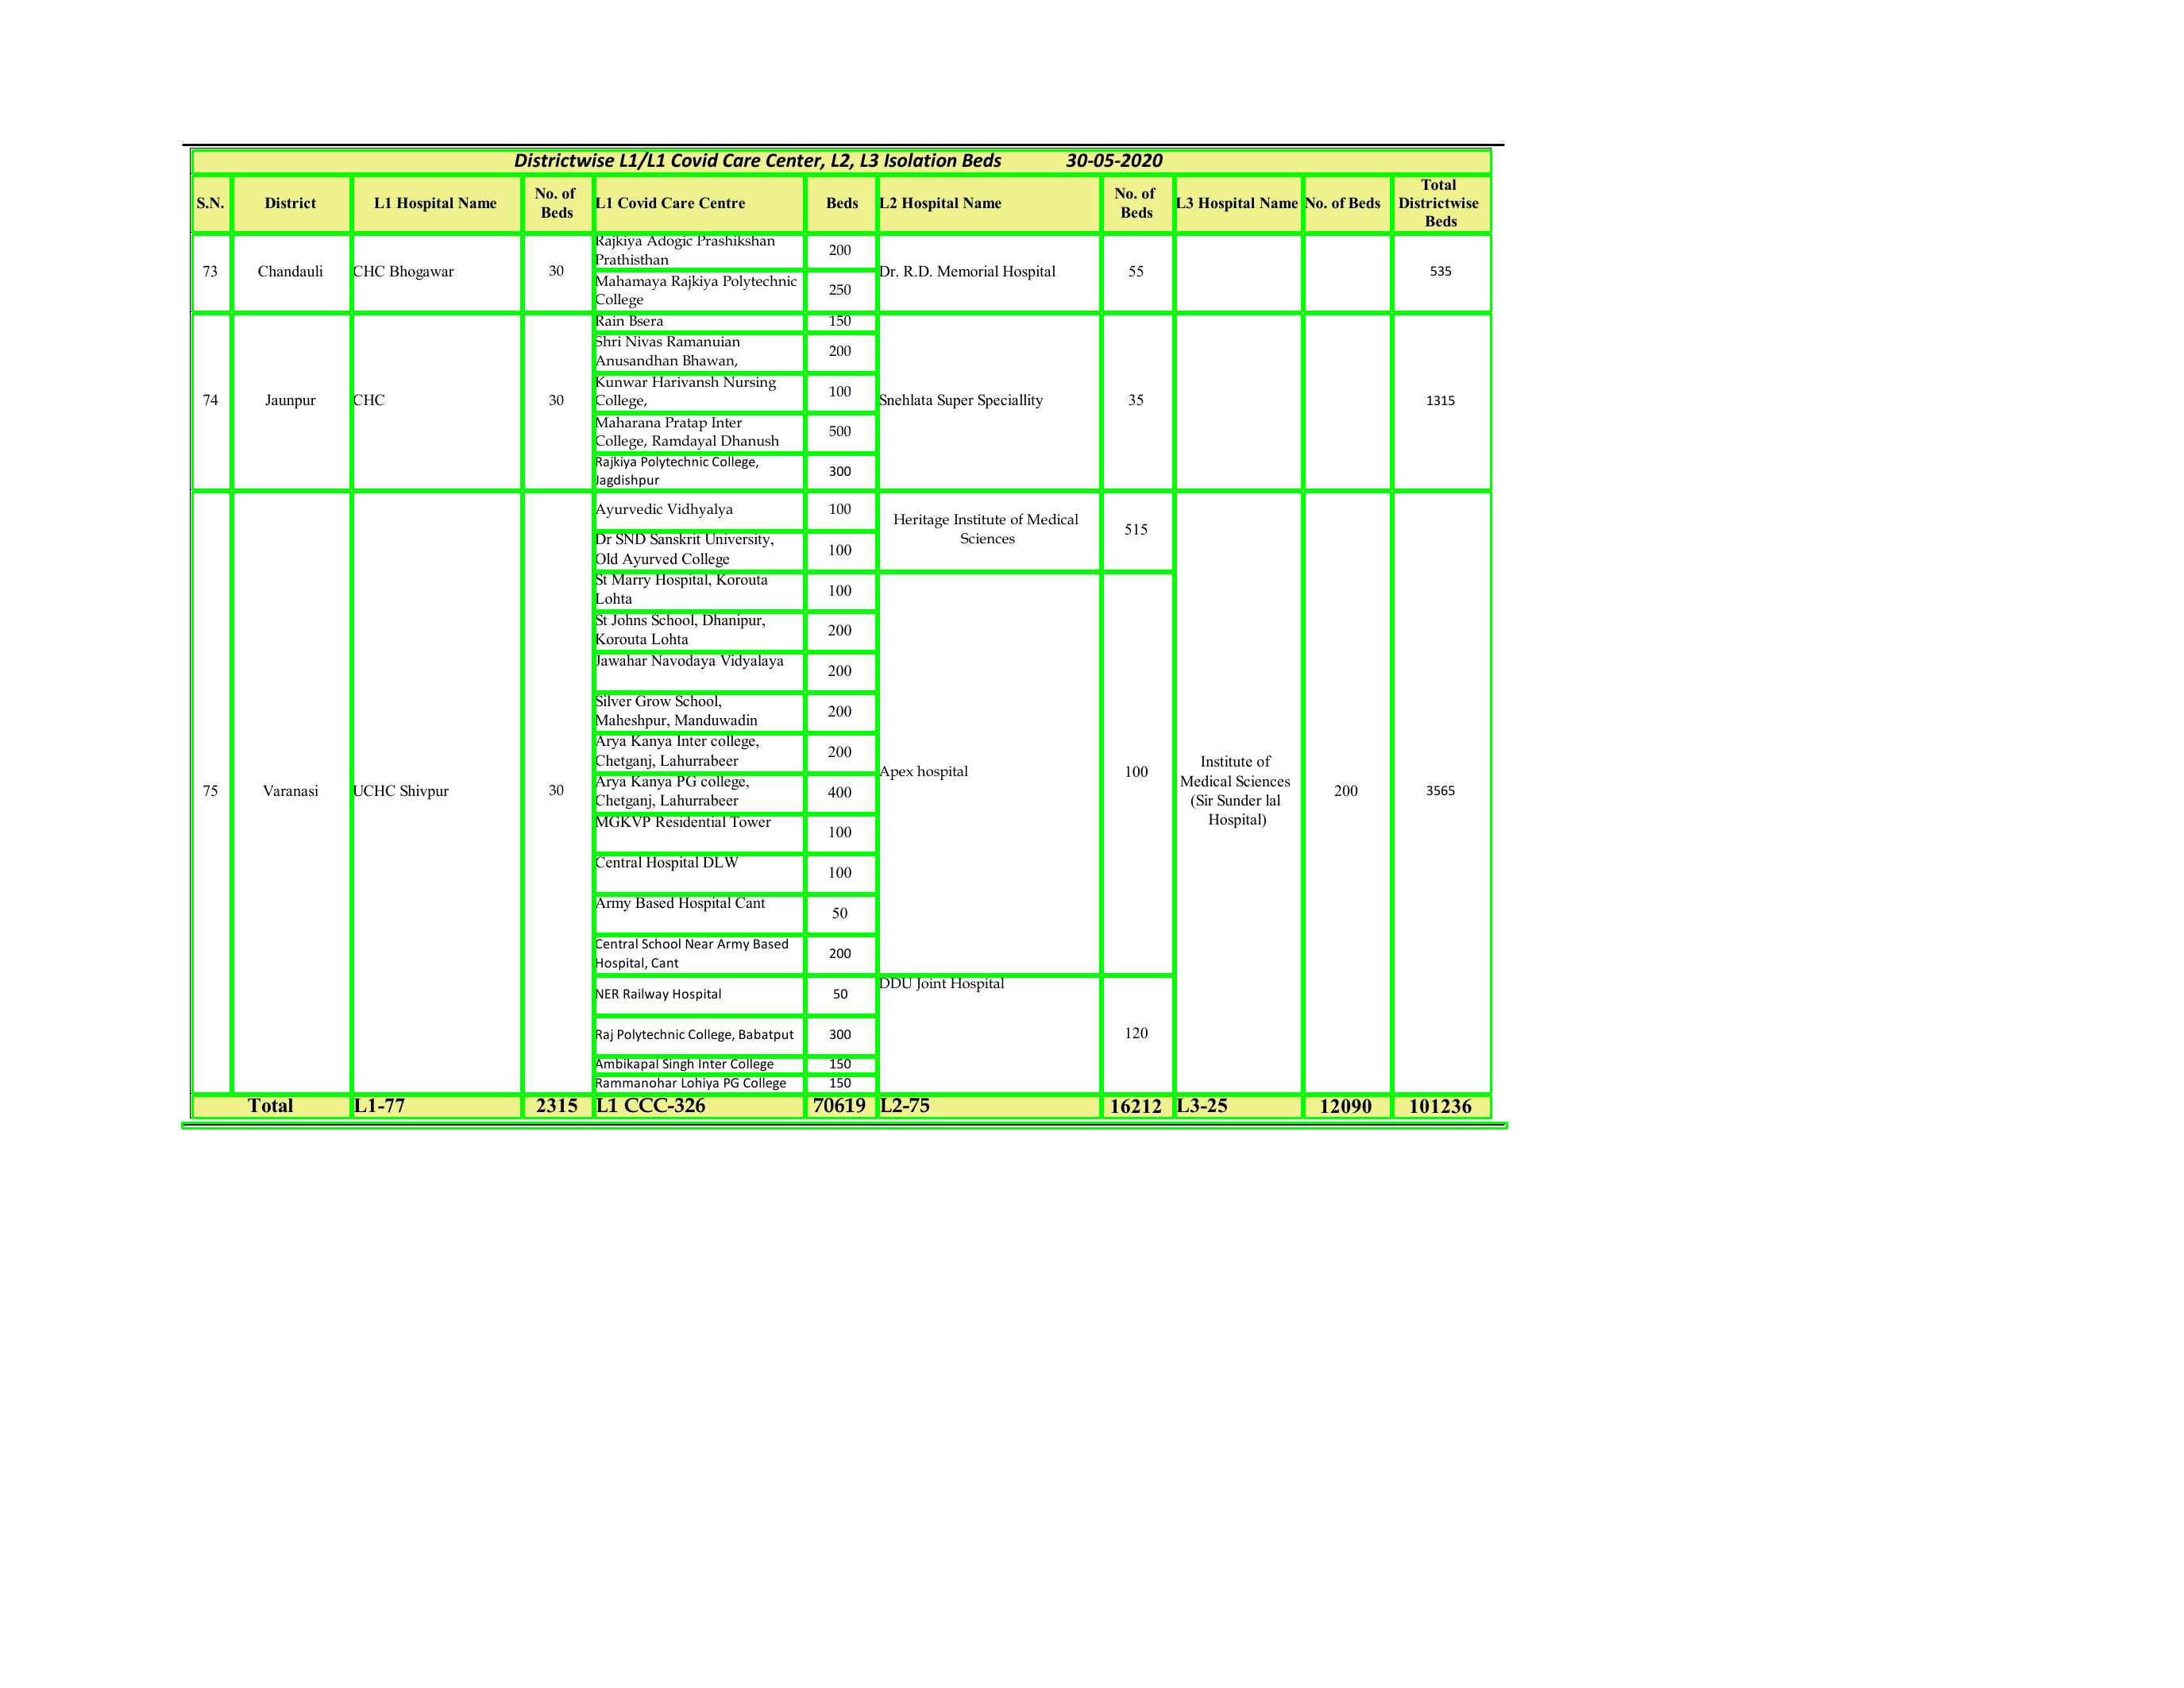 Districtwise L1/L1 Covid Care Center, L2, L3 Isolation Beds 30-05-2020
S.N. District L1 Hospital Name No. of Beds L1 Covid Care Centre Beds L2 Hospital Name No. of Beds L3 Hospital Name No. of Beds Total Districtwise Beds
73 Chandauli CHC Bhogawar 30
Rajkiya Adogic Prashikshan
Prathisthan
200
Mahamaya Rajkiya Polytechnic
College
250
Dr. R.D. Memorial Hospital 55 535
74 Jaunpur CHC 30
Rain Bsera 150
Shri Nivas Ramanuian
Anusandhan Bhawan,
200
Kunwar Harivansh Nursing
College,
100
Maharana Pratap Inter
College, Ramdayal Dhanush
500
Rajkiya Polytechnic College,
Jagdishpur
300
Snehlata Super Speciallity 35 1315
75 Varanasi UCHC Shivpur 30
Ayurvedic Vidhyalya 100
Dr SND Sanskrit University,
Old Ayurved College
100
St Marry Hospital, Korouta
Lohta
100
St Johns School, Dhanipur,
Korouta Lohta
200
Jawahar Navodaya Vidyalaya
200
Silver Grow School,
Maheshpur, Manduwadin
200
Arya Kanya Inter college,
Chetganj, Lahurrabeer
200
Arya Kanya PG college,
Chetganj, Lahurrabeer
400
MGKVP Residential Tower
100
Central Hospital DLW
100
Army Based Hospital Cant
50
Central School Near Army Based
Hospital, Cant
200
NER Railway Hospital 50
Raj Polytechnic College, Babatput 300
Ambikapal Singh Inter College 150
Rammanohar Lohiya PG College 150
Heritage Institute of Medical
Sciences
515
Apex hospital 100
DDU Joint Hospital
120
Institute of
Medical Sciences
(Sir Sunder lal
Hospital)
200 3565
Total L1-77 2315 L1 CCC-326 70619 L2-75 16212 L3-25 12090 101236